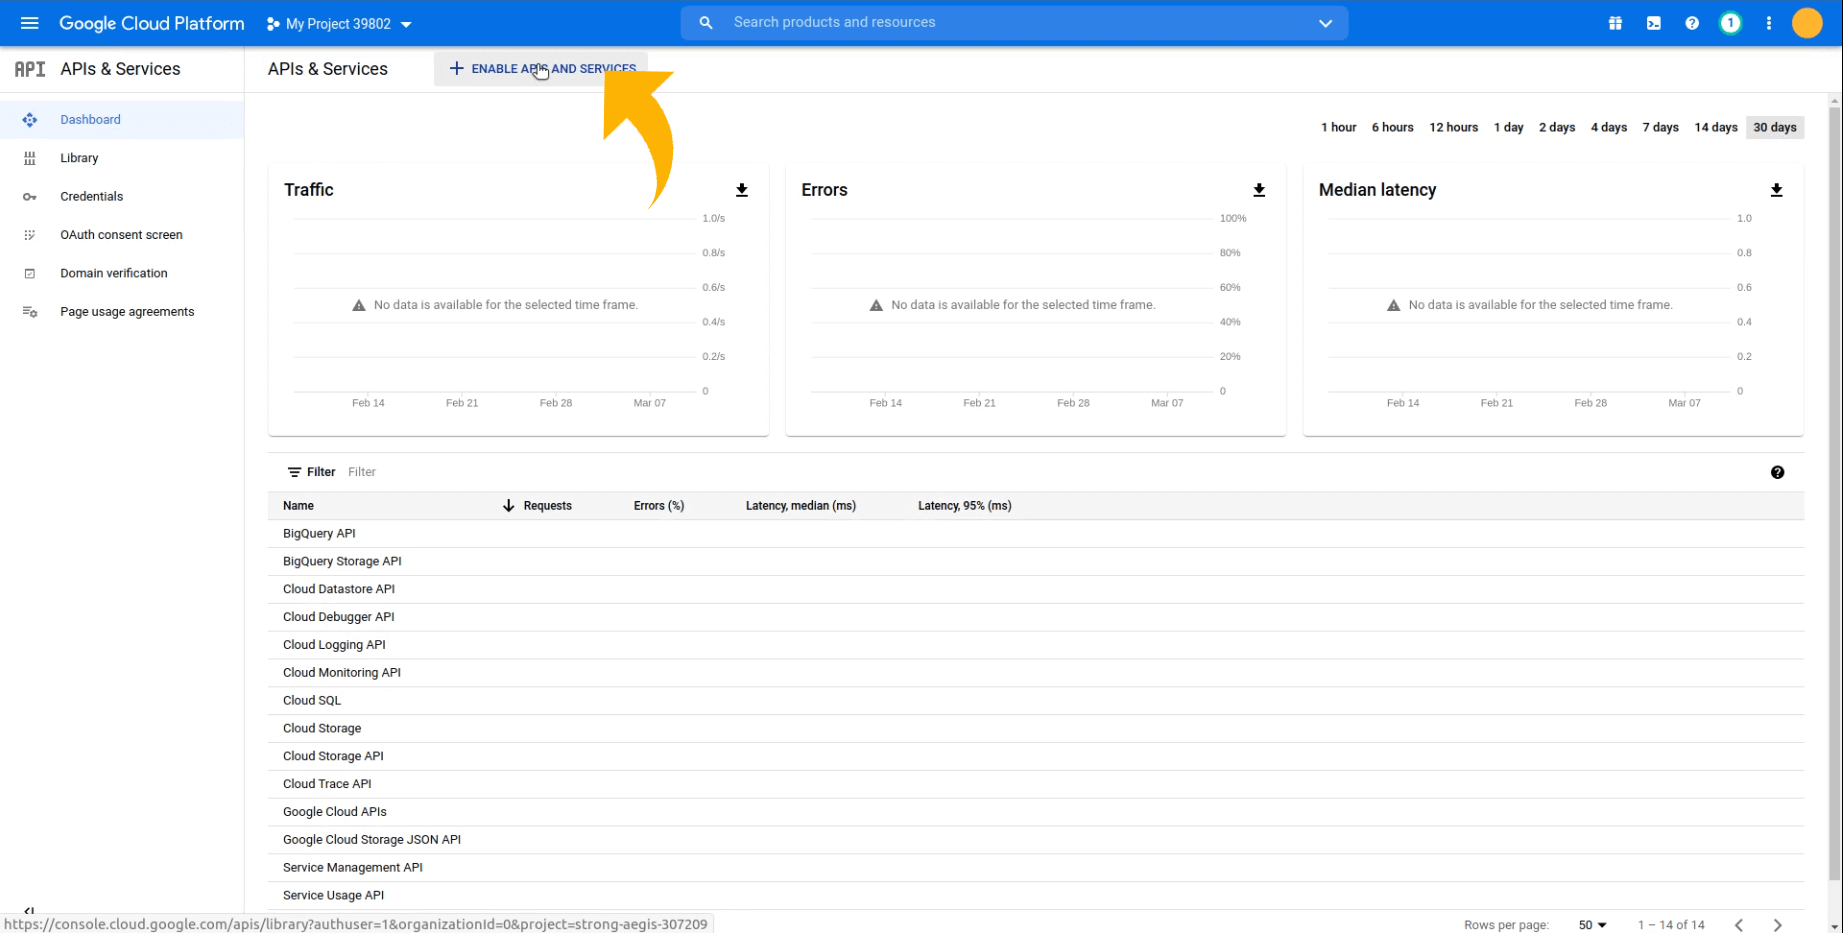 Google Cloud Platform
My Project 39802
Search products and resources
1
API APIs & Services
APIs & Services
ENABLE APIS AND SERVICES
Dashboard
Library
Credentials
OAuth consent screen
Domain verification
Page usage agreements
1 hour 6 hours 12 hours 1 day 2 days 4 days 7 days 14 days 30 days
Traffic
1.0/s
0.8/s
0.6/s
No data is available for the selected time frame.
0.4/s
0.2/s
0
Feb 14 Feb 21 Feb 28 Mar 07
Errors
100%
80%
60%
No data is available for the selected time frame.
40%
20%
0
Feb 14 Feb 21 Feb 28 Mar 07
Median latency
1.0
0.8
0.6
No data is available for the selected time frame.
0.4
0.2
0
Feb 14 Feb 21 Feb 28 Mar 07
Filter Filter
Name Requests Errors (%) Latency, median (ms) Latency, 95% (ms)
BigQuery API
BigQuery Storage API
Cloud Datastore API
Cloud Debugger API
Cloud Logging API
Cloud Monitoring API
Cloud SQL
Cloud Storage
Cloud Storage API
Cloud Trace API
Google Cloud APIs
Google Cloud Storage JSON API
Service Management API
Service Usage API
https://console.cloud.google.com/apis/library?authuser=1&organizationId=0&project=strong-aegis-307209
Rows per page: 50 1 – 14 of 14